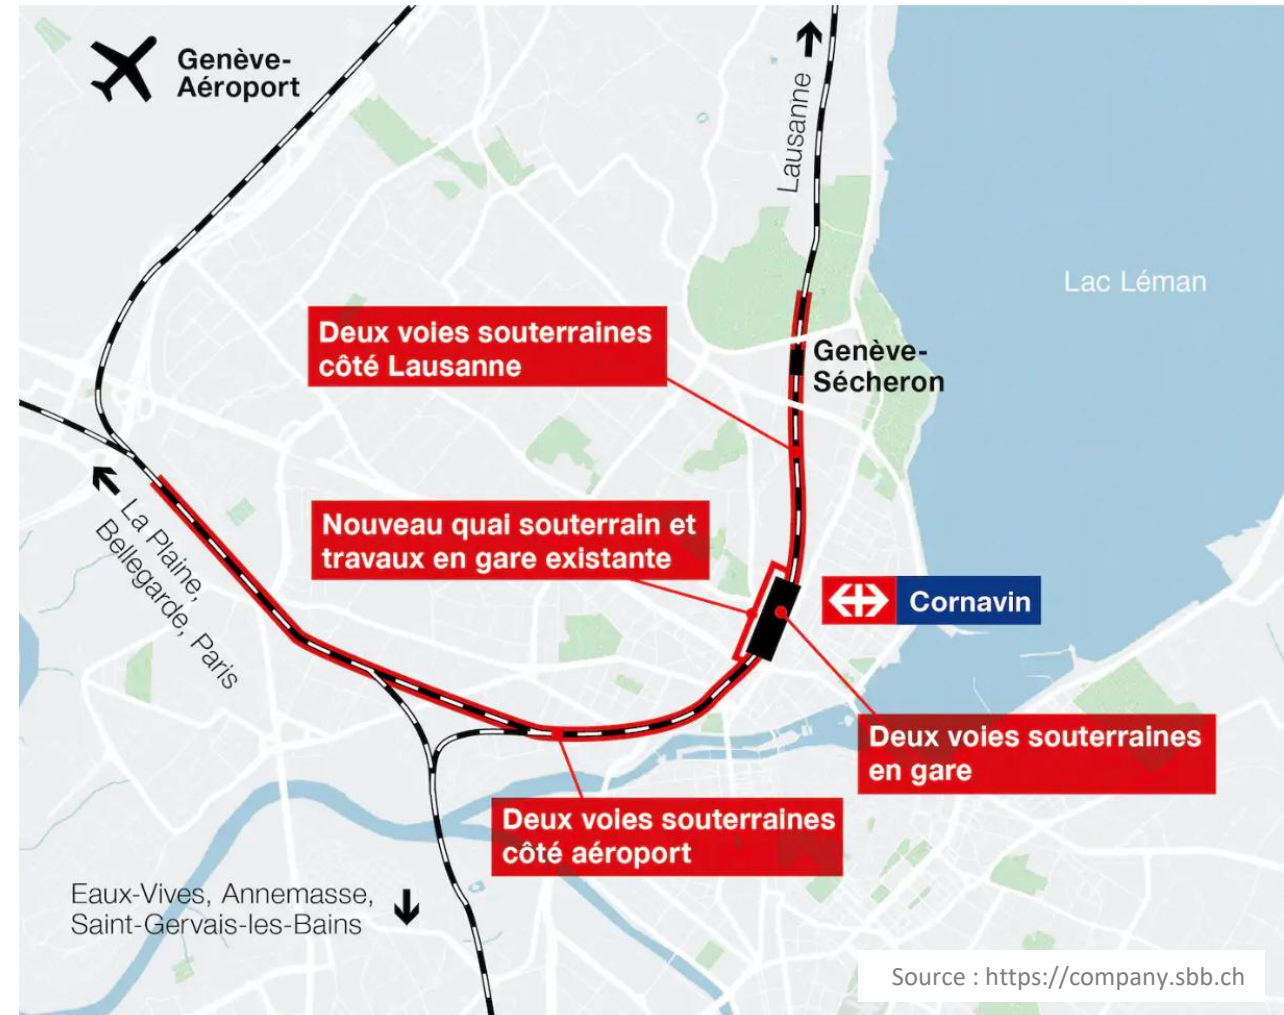 Genève-
Aéroport
Lausanne
Lac Léman
Deux voies souterraines
côté Lausanne
Genève-
Sécheron
La Plaine,
Bellegarde, Paris
Nouveau quai souterrain et
travaux en gare existante
Cornavin
Deux voies souterraines
en gare
Deux voies souterraines
côté aéroport
Eaux-Vives, Annemasse,
Saint-Gervais-les-Bains
Source : https://company.sbb.ch